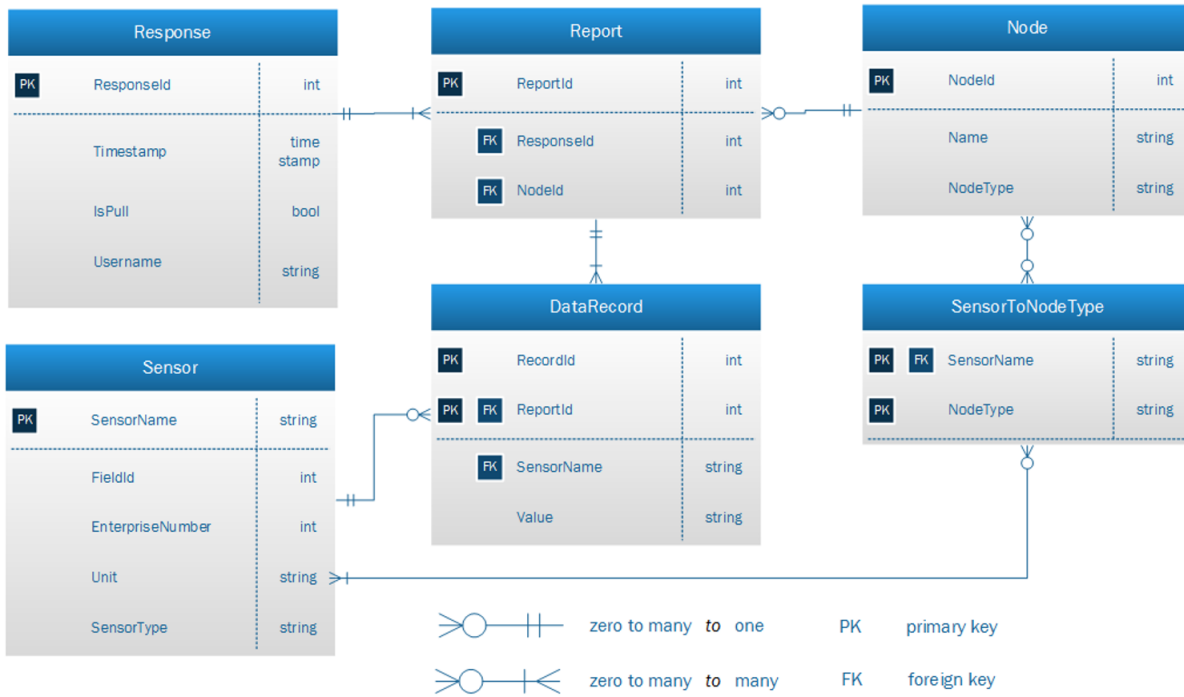 Response
PK ResponseId int
Timestamp time
stamp
IsPull bool
Username
string
Report
PK ReportId int
FK ResponseId int
FK NodeId int
Node
PK NodeId int
Name string
NodeType string
Sensor
PK SensorName string
FieldId int
EnterpriseNumber int
Unit string
SensorType string
DataRecord
PK RecordId int
PK FK ReportId int
FK SensorName string
Value string
SensorToNodeType
PK FK SensorName string
PK NodeType string
zero to many to one PK primary key
zero to many to many FK foreign key